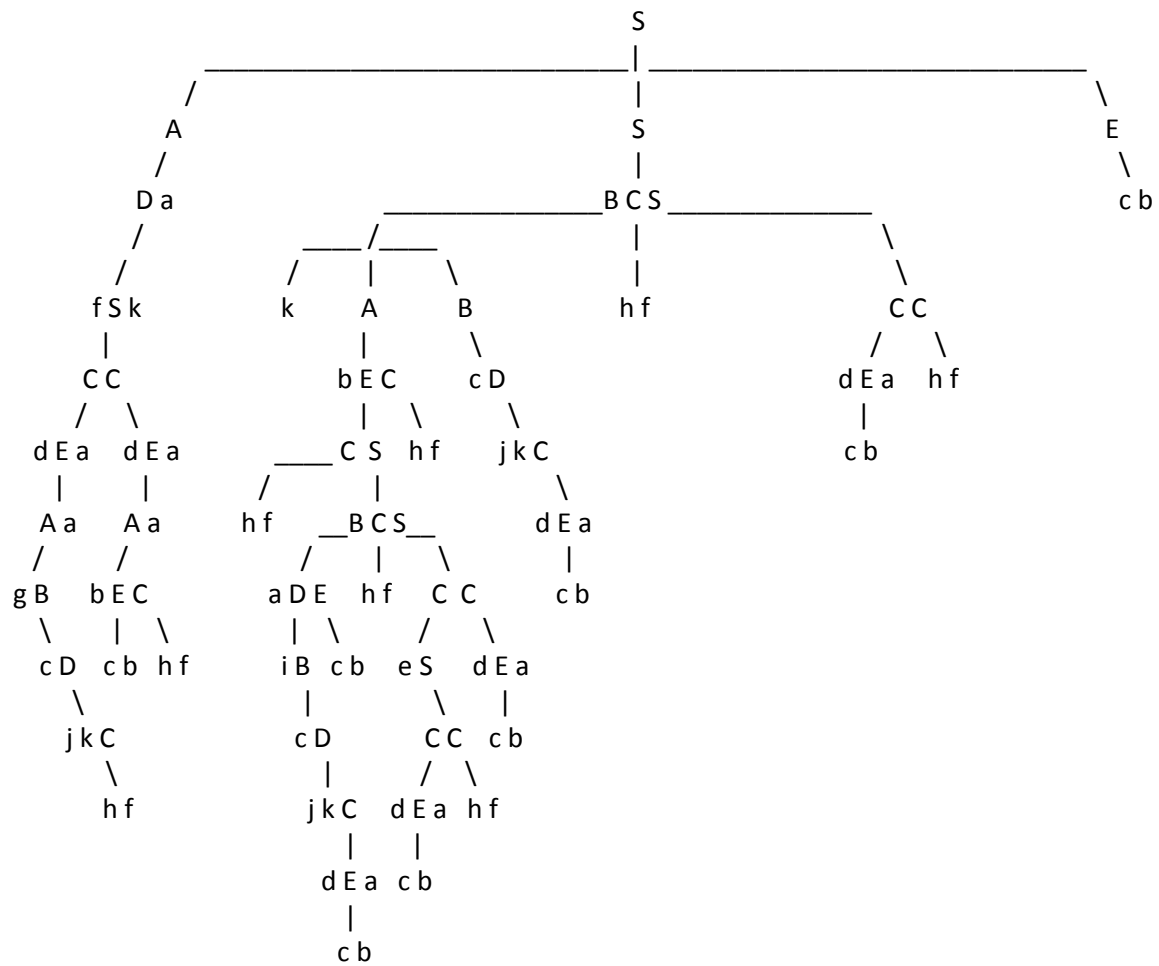 S
A S E
D a B C S c b
f S k k A B h f C C
C C b E C c D d E a h f
d E a d E a C S h f j k C c b
A a A a h f B C S d E a
g B b E C a D E h f C C c b
c D c b h f i B c b e S d E a
j k C c D C C c b
h f j k C d E a h f
d E a c b
c b